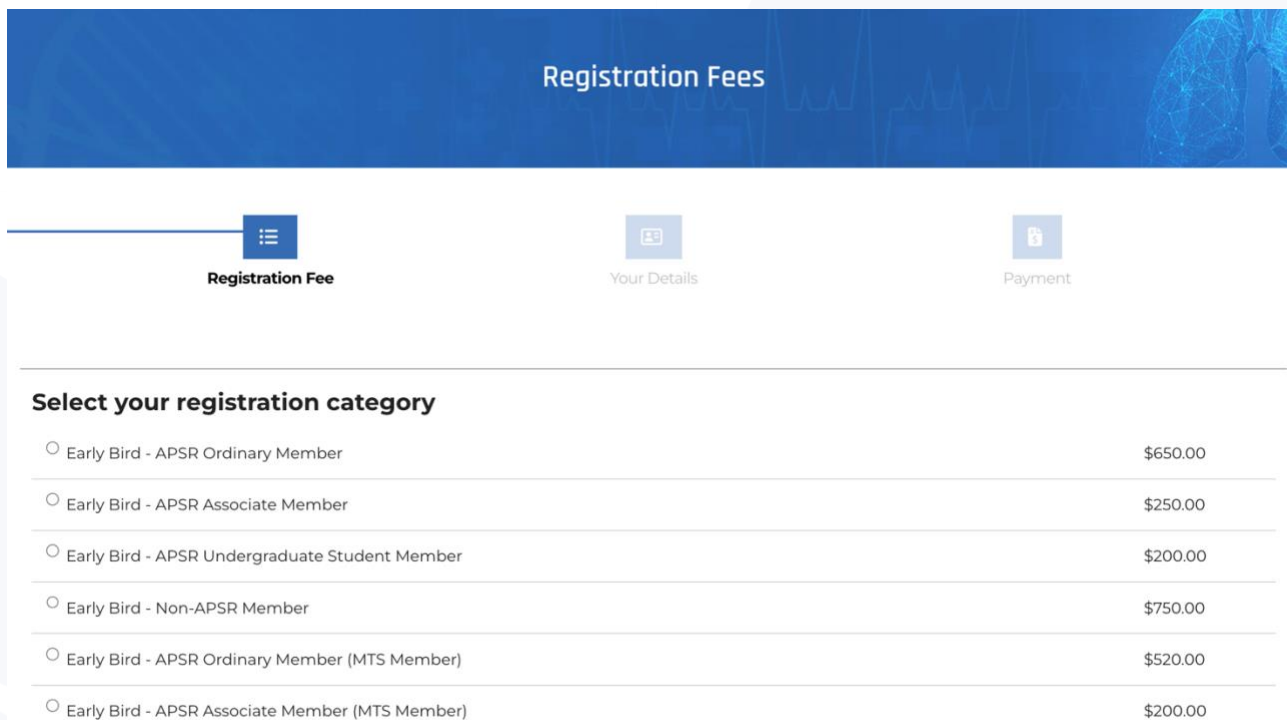 Registration Fees
Registration Fee
Your Details
Payment
Select your registration category
Early Bird - APSR Ordinary Member $650.00
Early Bird - APSR Associate Member $250.00
Early Bird - APSR Undergraduate Student Member $200.00
Early Bird - Non-APSR Member $750.00
Early Bird - APSR Ordinary Member (MTS Member) $520.00
Early Bird - APSR Associate Member (MTS Member) $200.00